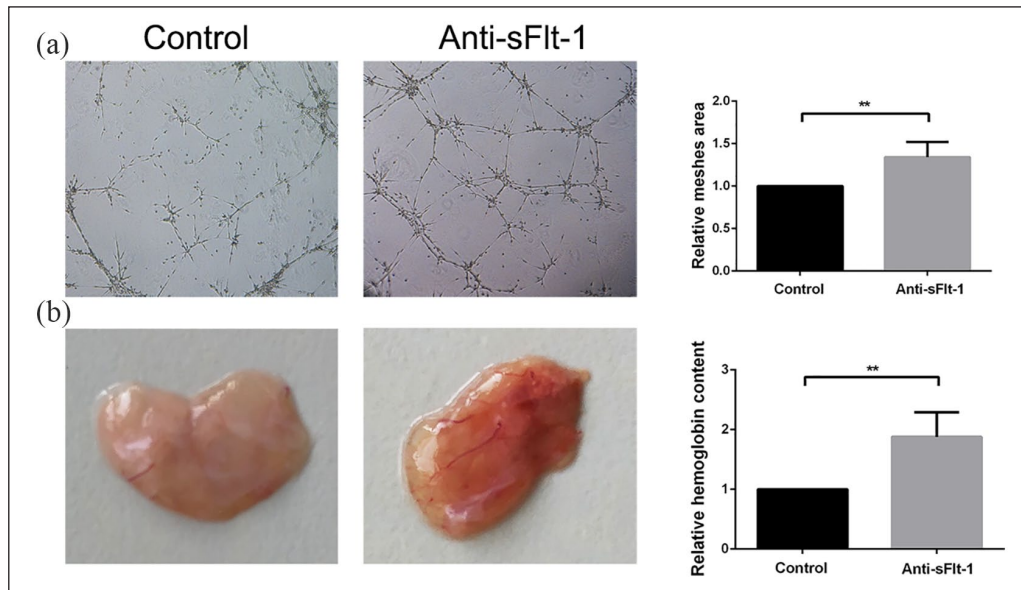 Control
Anti-sFlt-1
(a)
Relative meshes area
2.0
1.5
1.0
0.5
0.0
**
Control
Anti-sFlt-1
(b)
Relative hemoglobin content
3
2
1
0
**
Control
Anti-sFlt-1